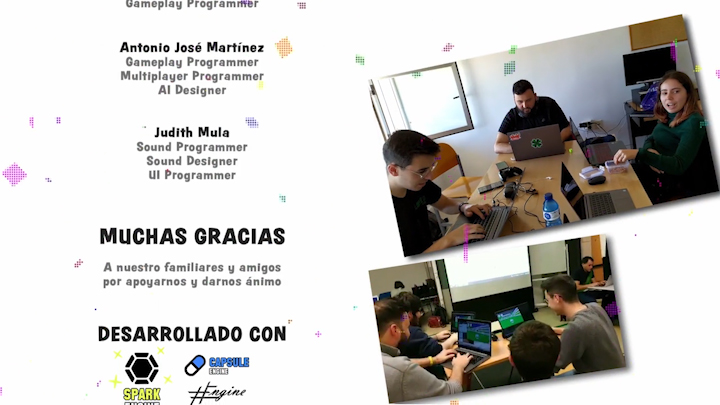 Gameplay Programmer
Antonio José Martínez
Gameplay Programmer
Multiplayer Programmer
AI Designer
Judith Mula
Sound Programmer
Sound Designer
UI Programmer
MUCHAS GRACIAS
A nuestro familiares y amigos
por apoyarnos y darnos ánimo
DESARROLLADO CON
SPARK
ENGINE
CAPSULE
ENGINE
#Engine